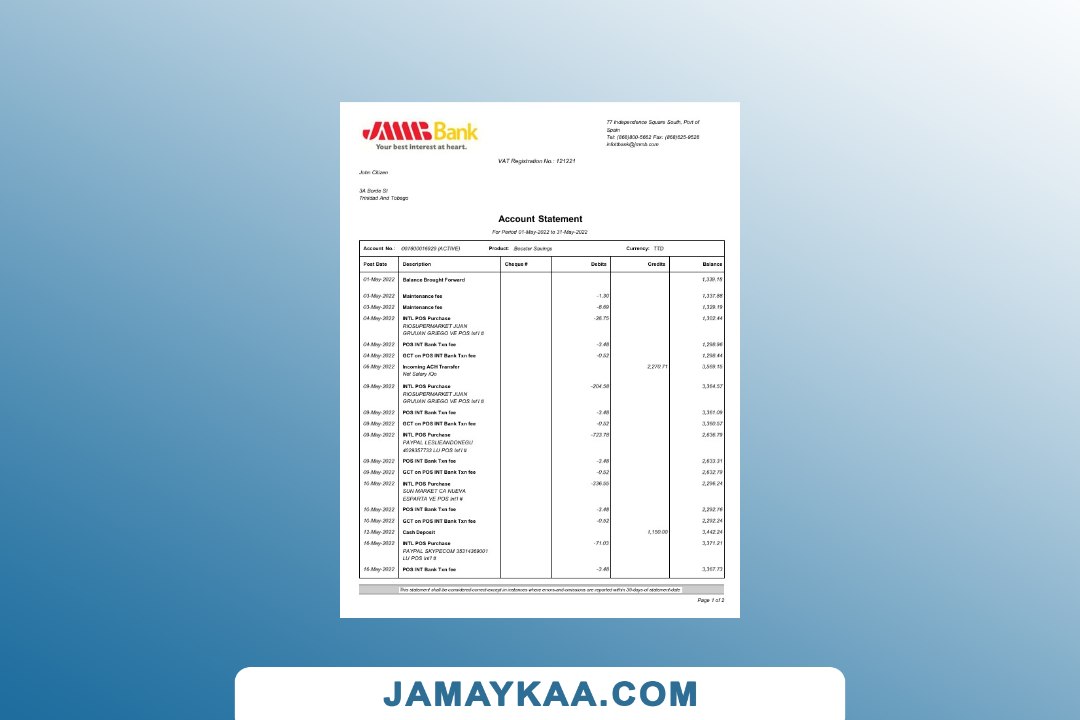 JMMB Bank
Your best interest at heart.
77 Independence Square South, Port of
Spain
Tel: (868)800-5662 Fax: (868)625-9526
VAT Registration No.: 121221
John Citizen
3A Borde St
Trinidad And Tobago
Account Statement
For Period 01-May-2022 to 31-May-2022
Account No.: 001800016929 (ACTIVE) Product: Booster Savings Currency: TTD
Post Date Description Cheque # Debits Credits Balance
01-May-2022 Balance Brought Forward 1,339.18
03-May-2022 Maintenance fee -1.30 1,337.88
03-May-2022 Maintenance fee -8.69 1,329.19
04-May-2022 INTL POS Purchase -26.75 1,302.44
RIOSUPERMARKET JUAN
GRIJUAN GRIEGO VE POS Int'l #
04-May-2022 POS INT Bank Txn fee -3.48 1,298.96
04-May-2022 GCT on POS INT Bank Txn fee -0.52 1,298.44
06-May-2022 Incoming ACH Transfer 2,270.71 3,569.15
Net Salary
09-May-2022 INTL POS Purchase -204.58 3,364.57
RIOSUPERMARKET JUAN
GRIJUAN GRIEGO VE POS Int'l #
09-May-2022 POS INT Bank Txn fee -3.48 3,361.09
09-May-2022 GCT on POS INT Bank Txn fee -0.52 3,360.57
09-May-2022 INTL POS Purchase -723.78 2,636.79
PAYPAL LESLIEANDONEGU
4029357733 LU POS Int'l #
09-May-2022 POS INT Bank Txn fee -3.48 2,633.31
09-May-2022 GCT on POS INT Bank Txn fee -0.52 2,632.79
10-May-2022 INTL POS Purchase -336.55 2,296.24
SUN MARKET CA NUEVA
ESPARTA VE POS Int'l #
10-May-2022 POS INT Bank Txn fee -3.48 2,292.76
10-May-2022 GCT on POS INT Bank Txn fee -0.52 2,292.24
12-May-2022 Cash Deposit 1,150.00 3,442.24
16-May-2022 INTL POS Purchase -71.03 3,371.21
PAYPAL SKYPECOM 35314369001
LU POS Int'l #
16-May-2022 POS INT Bank Txn fee -3.48 3,367.73
This statement shall be considered correct except in instances where errors and omissions are reported within 30 days of statement date
Page 1 of 2
JAMAYKAA.COM